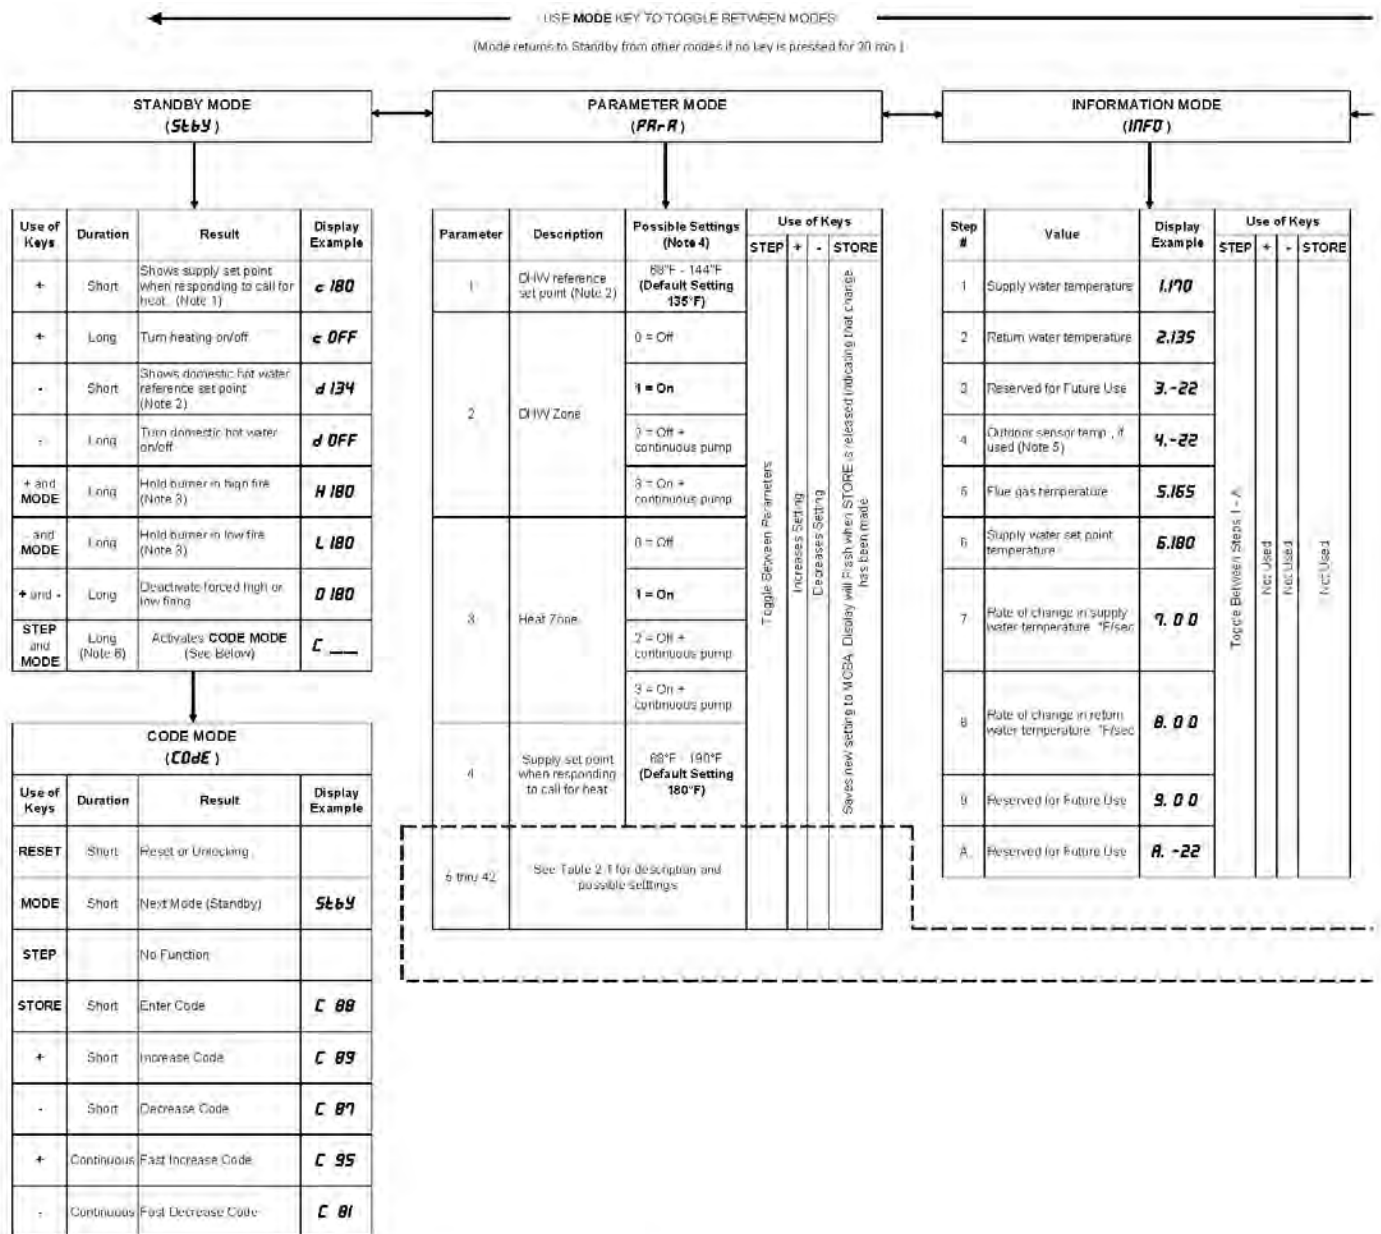 USE MODE KEY TO TOGGLE BETWEEN MODES
(Mode returns to Standby from other modes if no key is pressed for 20 min.)
STANDBY MODE
(Stby)
PARAMETER MODE
(PArA)
INFORMATION MODE
(INFO)
Use of Keys Duration Result Display Example
+ Short Shows supply set point when responding to call for heat. (Note 1) c 180
+ Long Turn heating on/off c OFF
- Short Shows domestic hot water reference set point (Note 2) d 134
- Long Turn domestic hot water on/off d OFF
+ and MODE Long Hold burner in high fire (Note 3) H 180
- and MODE Long Hold burner in low fire (Note 3) L 180
+ and - Long Deactivate forced high or low firing 0 180
STEP and MODE Long (Note 6) Activates CODE MODE (See Below) C __
CODE MODE
(COdE)
Use of Keys Duration Result Display Example
RESET Short Reset or Unlocking
MODE Short Next Mode (Standby) Stby
STEP No Function
STORE Short Enter Code C 88
+ Short Increase Code C 89
- Short Decrease Code C 87
+ Continuous Fast Increase Code C 95
- Continuous Fast Decrease Code C 81
Parameter Description Possible Settings (Note 4) Use of Keys
STEP + - STORE
1 DHW reference set point (Note 2) 68°F - 144°F (Default Setting 135°F)
2 DHW Zone 0 = Off
1 = On
2 = Off + continuous pump
3 = On + continuous pump
3 Heat Zone 0 = Off
1 = On
2 = Off + continuous pump
3 = On + continuous pump
4 Supply set point when responding to call for heat 68°F - 190°F (Default Setting 180°F)
6 thru 42 See Table 2.1 for description and possible settings
Toggle Between Parameters
Increases Setting
Decreases Setting
Saves new setting to MCBA. Display will Flash when STORE is released indicating that change has been made
Step # Value Display Example Use of Keys
STEP + - STORE
1 Supply water temperature 1.170
2 Return water temperature 2.135
3 Reserved for Future Use 3.-22
4 Outdoor sensor temp., if used (Note 5) 4.-22
5 Flue gas temperature 5.165
6 Supply water set point temperature 6.180
7 Rate of change in supply water temperature °F/sec 7. 0 0
8 Rate of change in return water temperature °F/sec 8. 0 0
9 Reserved for Future Use 9. 0 0
A Reserved for Future Use A. -22
Toggle Between Steps 1 - A
Not Used
Not Used
Not Used